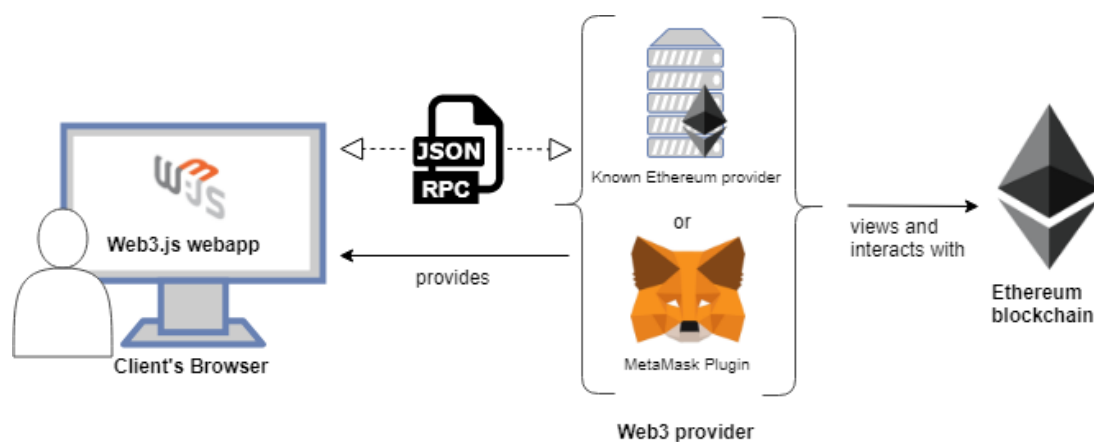 JSON
RPC
Known Ethereum provider
W3JS
Web3.js webapp
or
views and
interacts with
provides
Ethereum
blockchain
Client's Browser
MetaMask Plugin
Web3 provider